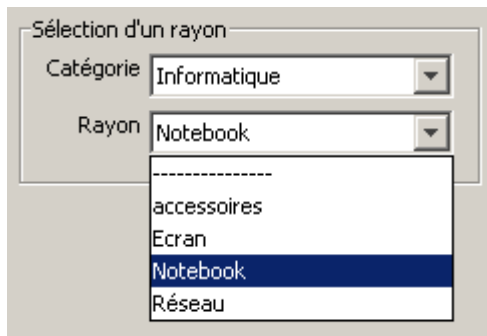 Sélection d'un rayon
Catégorie Informatique
Rayon Notebook
---------------
accessoires
Ecran
Notebook
Réseau